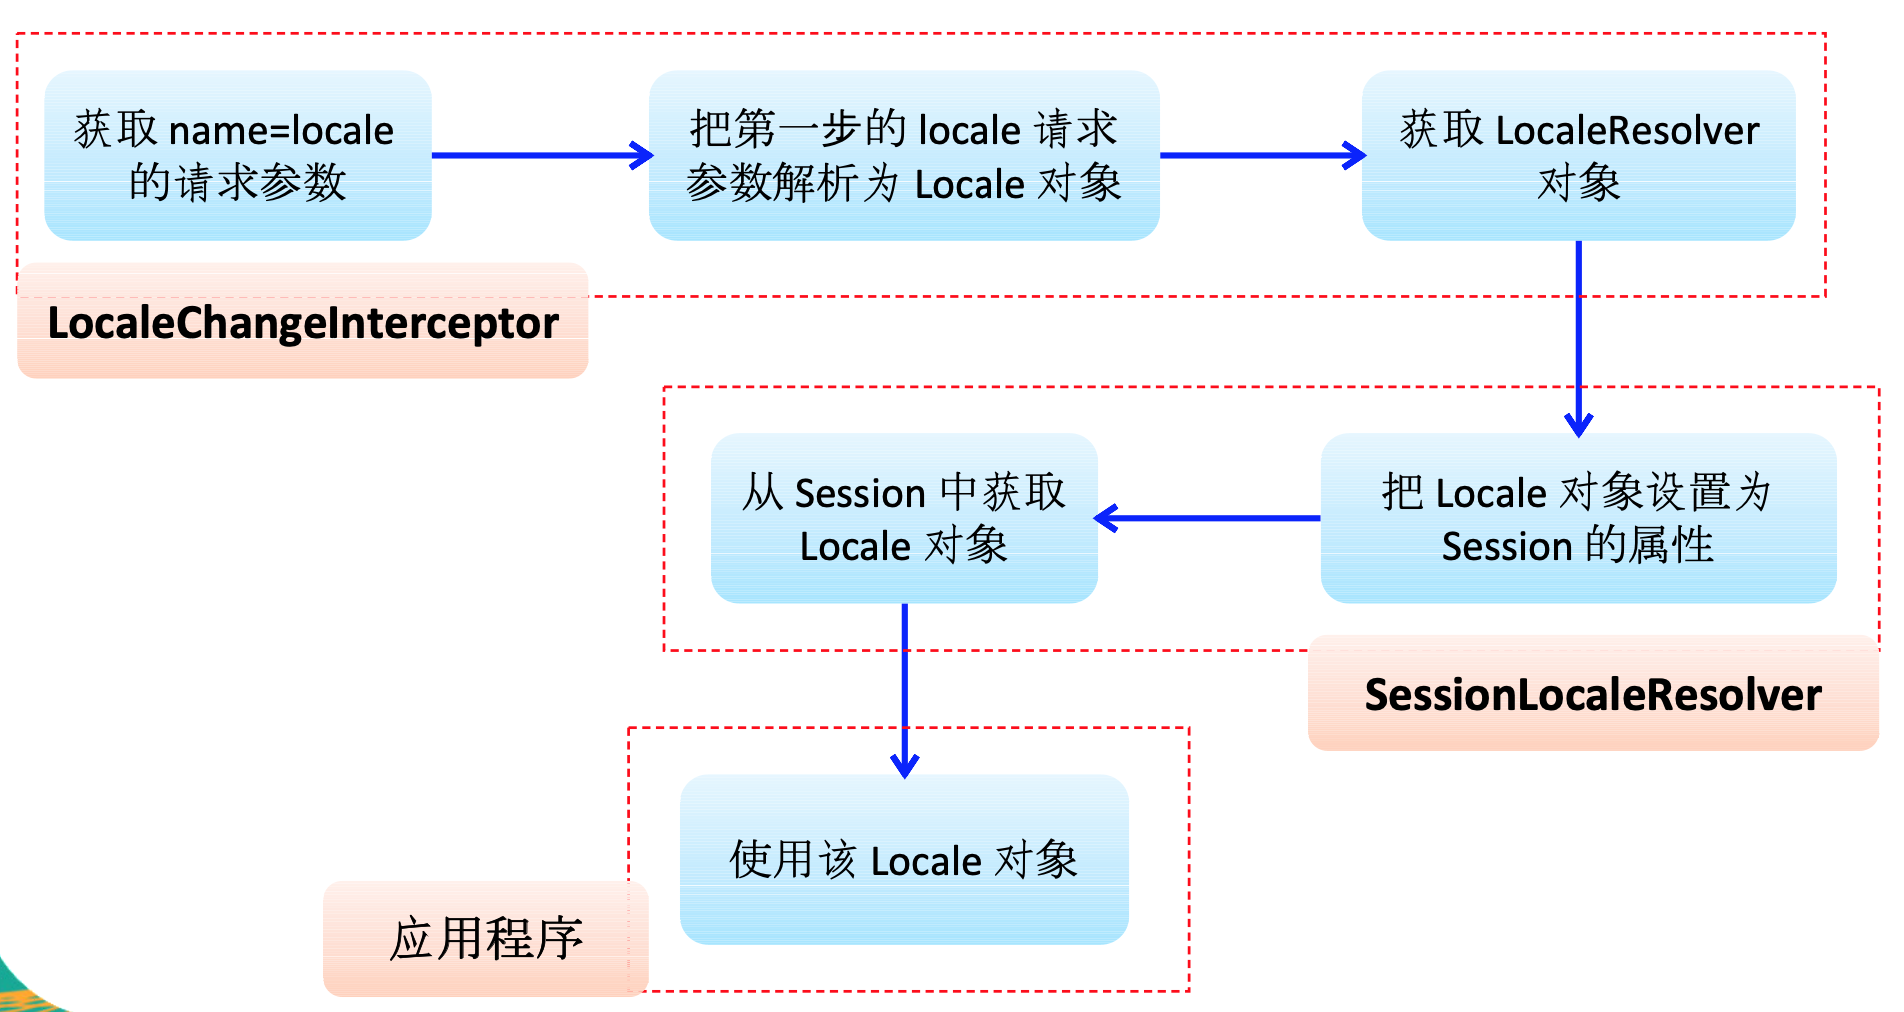 获取 name=locale
的请求参数
把第一步的 locale 请求
参数解析为 Locale 对象
获取 LocaleResolver
对象
LocaleChangeInterceptor
从 Session 中获取
Locale 对象
把 Locale 对象设置为
Session 的属性
SessionLocaleResolver
使用该 Locale 对象
应用程序